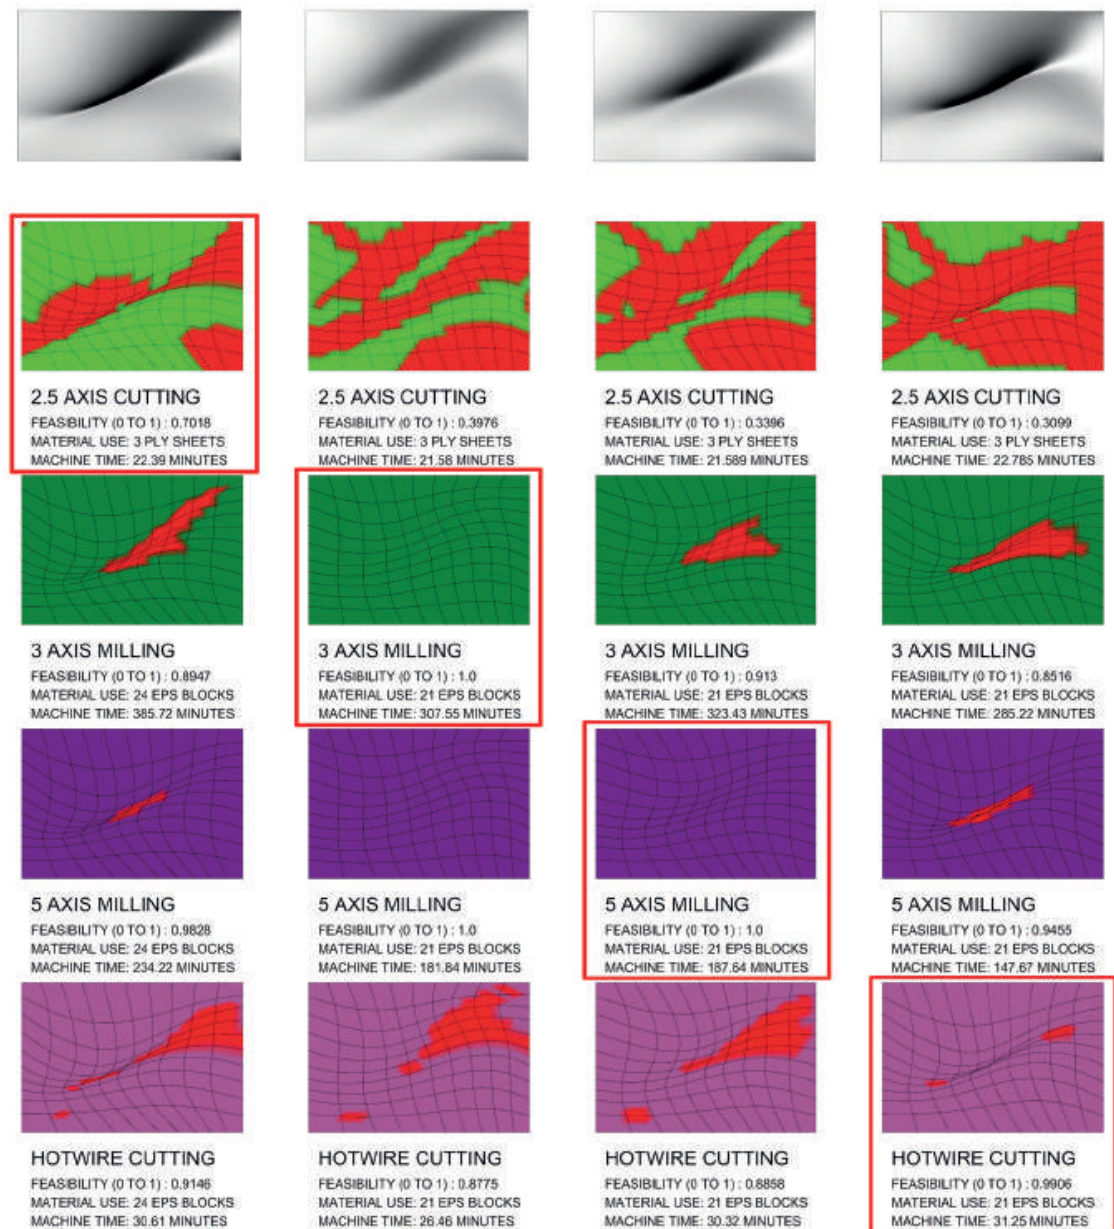 2.5 AXIS CUTTING
FEASIBILITY (0 TO 1) : 0.7018
MATERIAL USE: 3 PLY SHEETS
MACHINE TIME: 22.39 MINUTES
2.5 AXIS CUTTING
FEASIBILITY (0 TO 1) : 0.3976
MATERIAL USE: 3 PLY SHEETS
MACHINE TIME: 21.58 MINUTES
2.5 AXIS CUTTING
FEASIBILITY (0 TO 1) : 0.3396
MATERIAL USE: 3 PLY SHEETS
MACHINE TIME: 21.589 MINUTES
2.5 AXIS CUTTING
FEASIBILITY (0 TO 1) : 0.3099
MATERIAL USE: 3 PLY SHEETS
MACHINE TIME: 22.785 MINUTES
3 AXIS MILLING
FEASIBILITY (0 TO 1) : 0.8947
MATERIAL USE: 24 EPS BLOCKS
MACHINE TIME: 385.72 MINUTES
3 AXIS MILLING
FEASIBILITY (0 TO 1) : 1.0
MATERIAL USE: 21 EPS BLOCKS
MACHINE TIME: 307.55 MINUTES
3 AXIS MILLING
FEASIBILITY (0 TO 1) : 0.913
MATERIAL USE: 21 EPS BLOCKS
MACHINE TIME: 323.43 MINUTES
3 AXIS MILLING
FEASIBILITY (0 TO 1) : 0.8516
MATERIAL USE: 21 EPS BLOCKS
MACHINE TIME: 285.22 MINUTES
5 AXIS MILLING
FEASIBILITY (0 TO 1) : 0.9828
MATERIAL USE: 24 EPS BLOCKS
MACHINE TIME: 234.22 MINUTES
5 AXIS MILLING
FEASIBILITY (0 TO 1) : 1.0
MATERIAL USE: 21 EPS BLOCKS
MACHINE TIME: 181.84 MINUTES
5 AXIS MILLING
FEASIBILITY (0 TO 1) : 1.0
MATERIAL USE: 21 EPS BLOCKS
MACHINE TIME: 187.64 MINUTES
5 AXIS MILLING
FEASIBILITY (0 TO 1) : 0.9455
MATERIAL USE: 21 EPS BLOCKS
MACHINE TIME: 147.67 MINUTES
HOTWIRE CUTTING
FEASIBILITY (0 TO 1) : 0.9146
MATERIAL USE: 24 EPS BLOCKS
MACHINE TIME: 30.61 MINUTES
HOTWIRE CUTTING
FEASIBILITY (0 TO 1) : 0.8775
MATERIAL USE: 21 EPS BLOCKS
MACHINE TIME: 26.46 MINUTES
HOTWIRE CUTTING
FEASIBILITY (0 TO 1) : 0.8858
MATERIAL USE: 21 EPS BLOCKS
MACHINE TIME: 30.32 MINUTES
HOTWIRE CUTTING
FEASIBILITY (0 TO 1) : 0.9906
MATERIAL USE: 21 EPS BLOCKS
MACHINE TIME: 31.25 MINUTES